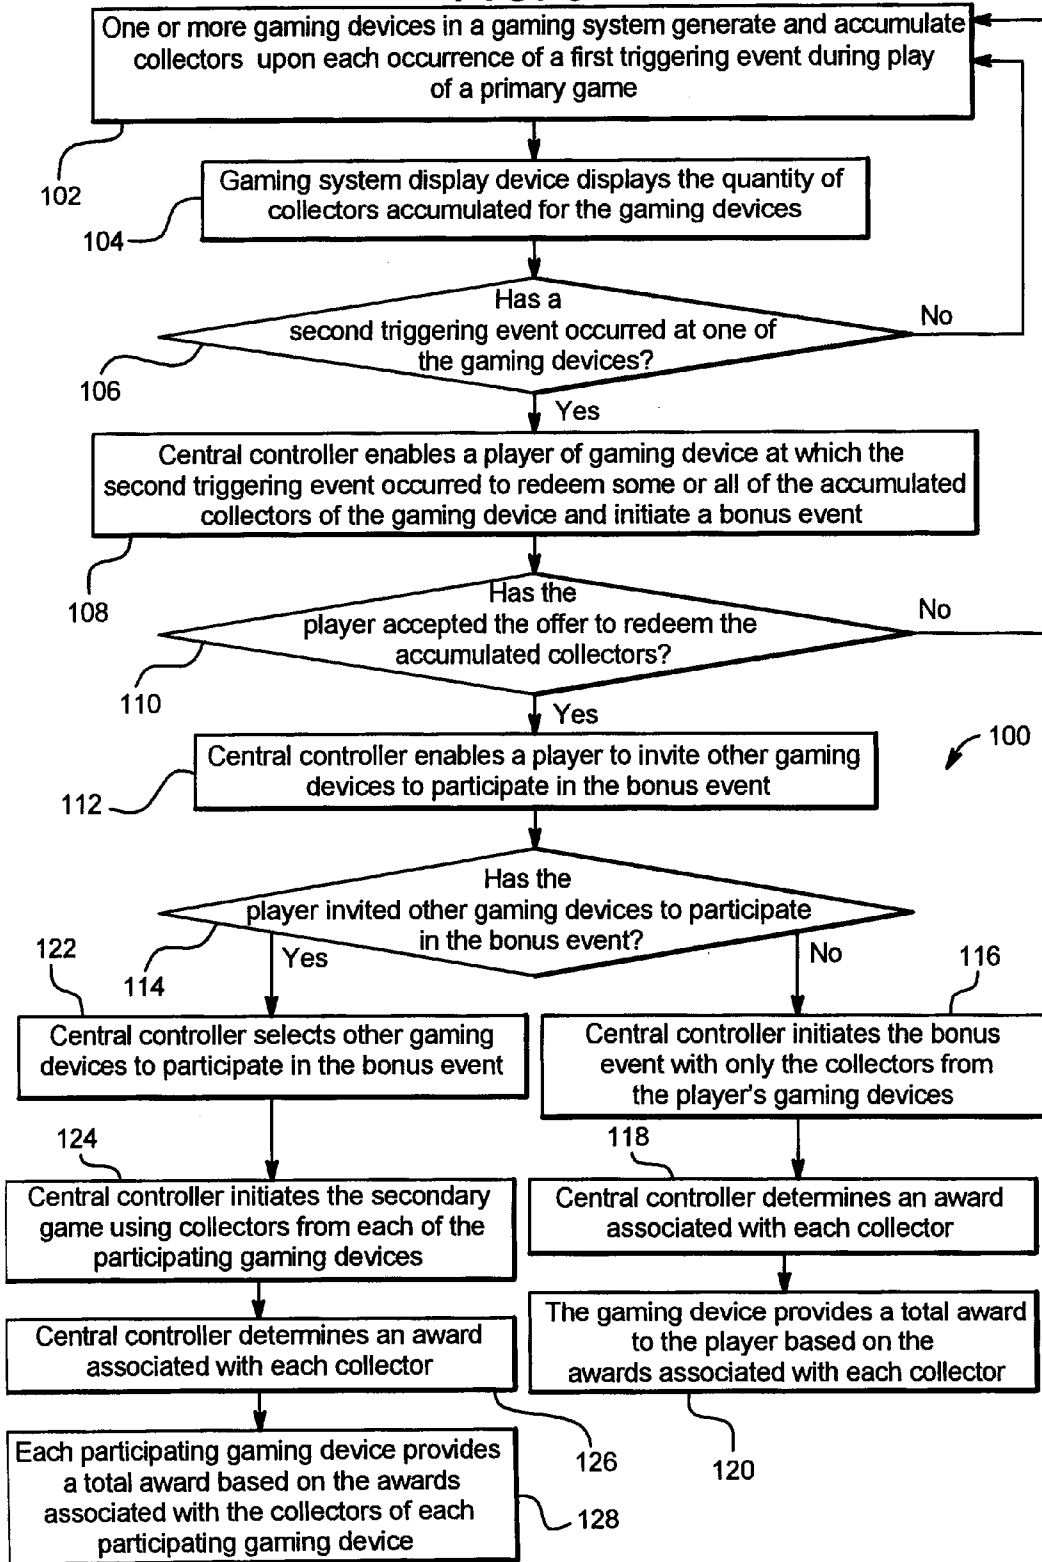 One or more gaming devices in a gaming system generate and accumulate
collectors upon each occurrence of a first triggering event during play
of a primary game
102
Gaming system display device displays the quantity of
collectors accumulated for the gaming devices
104
Has a
second triggering event occurred at one of
the gaming devices?
No
106
Yes
Central controller enables a player of gaming device at which the
second triggering event occurred to redeem some or all of the accumulated
collectors of the gaming device and initiate a bonus event
108
Has the
player accepted the offer to redeem the
accumulated collectors?
No
110
Yes
100
Central controller enables a player to invite other gaming
devices to participate in the bonus event
112
Has the
player invited other gaming devices to participate
in the bonus event?
114
Yes
No
122
116
Central controller selects other gaming
devices to participate in the bonus event
Central controller initiates the bonus
event with only the collectors from
the player's gaming devices
124
118
Central controller initiates the secondary
game using collectors from each of the
participating gaming devices
Central controller determines an award
associated with each collector
Central controller determines an award
associated with each collector
126
The gaming device provides a total award
to the player based on the
awards associated with each collector
120
Each participating gaming device provides
a total award based on the awards
associated with the collectors of each
participating gaming device
128